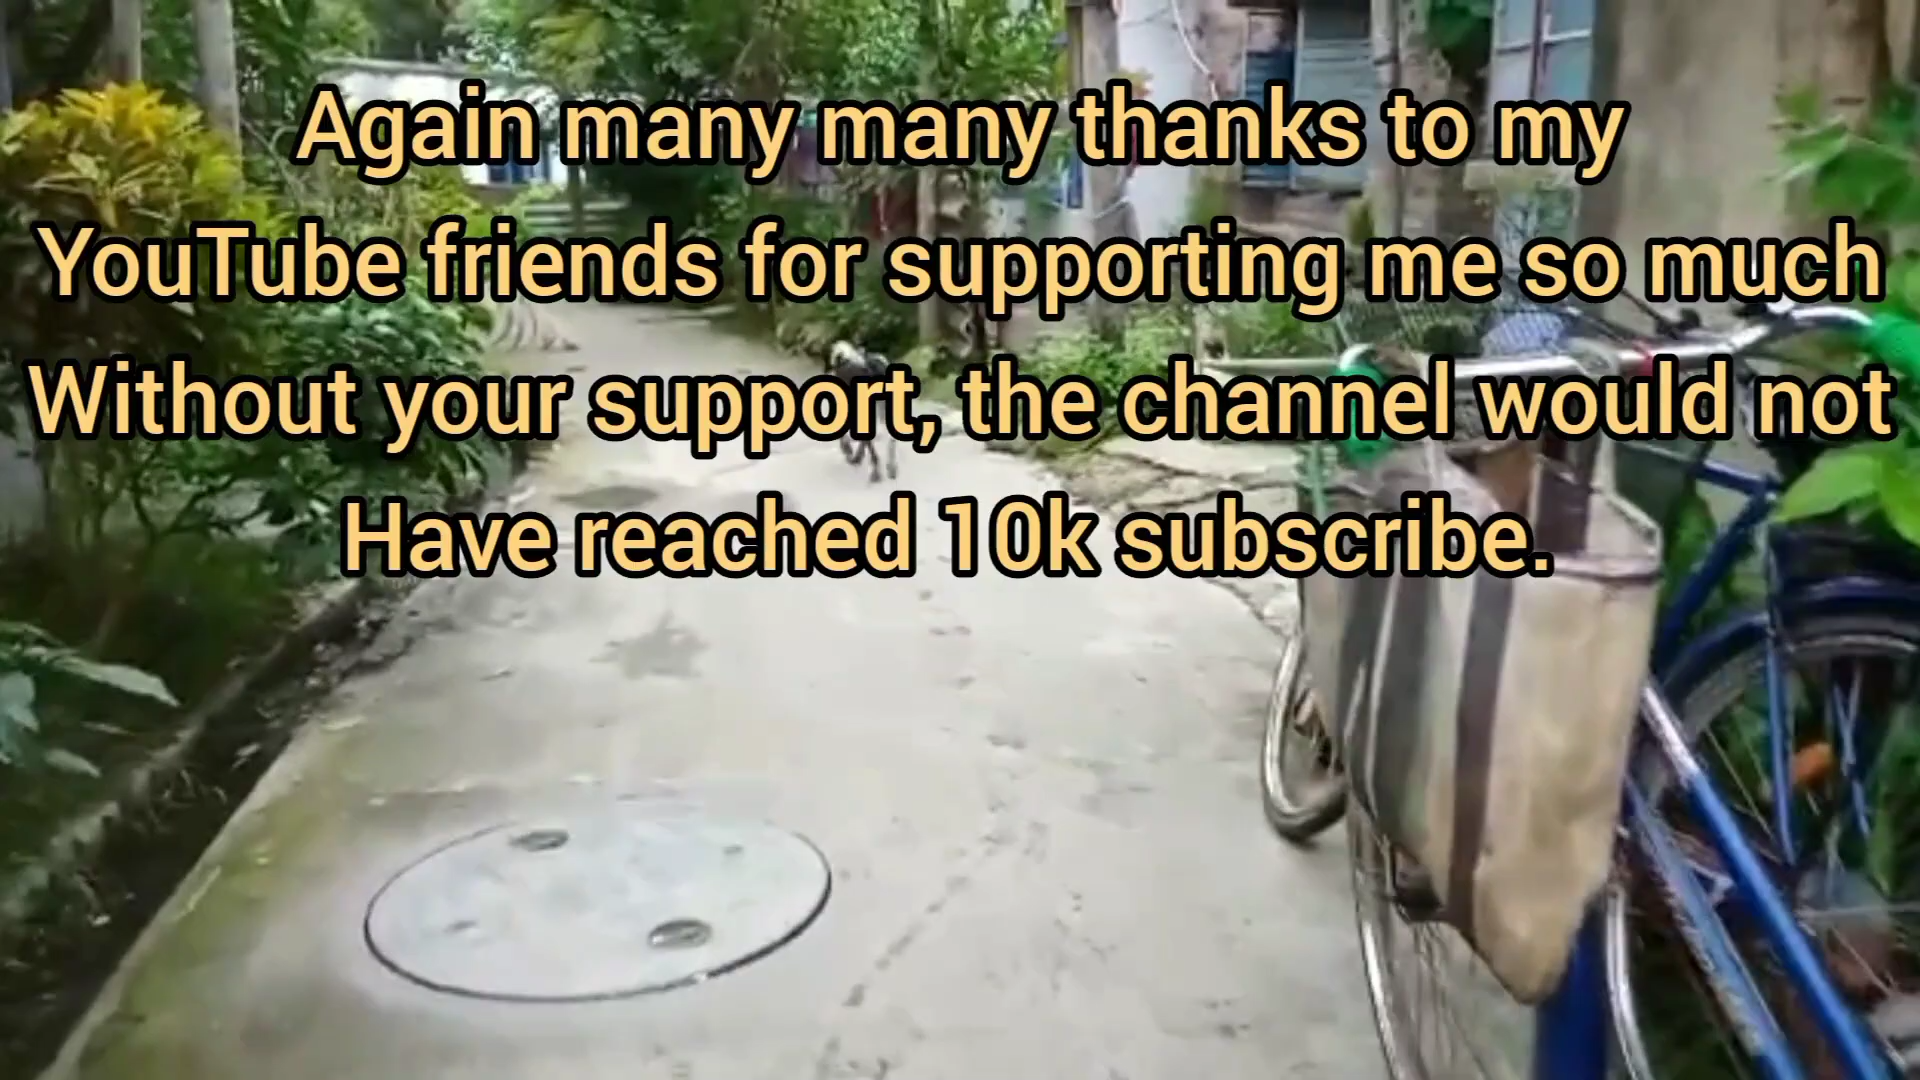 Again many many thanks to my
YouTube friends for supporting me so much
Without your support, the channel would not
Have reached 10k subscribe.